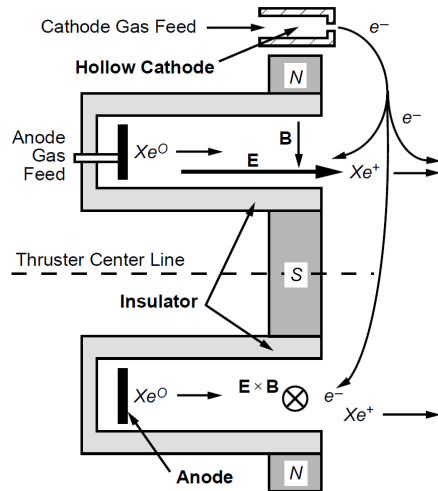 Cathode Gas Feed
e⁻
Hollow Cathode
N
e⁻
Anode
Gas
Feed
Xe⁰
E
B
Xe⁺
Thruster Center Line
S
Insulator
Xe⁰
E × B
e⁻
Xe⁺
Anode
N